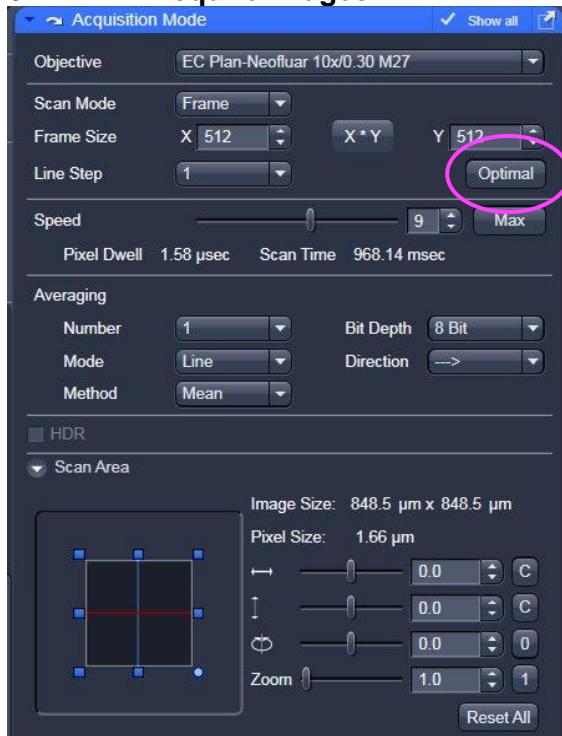 Acquisition Mode ✓ Show all
Objective EC Plan-Neofluar 10x/0.30 M27
Scan Mode Frame
Frame Size X 512 X*Y Y 512
Line Step 1 Optimal
Speed 9 Max
Pixel Dwell 1.58 µsec Scan Time 968.14 msec
Averaging
Number 1 Bit Depth 8 Bit
Mode Line Direction --->
Method Mean
HDR
Scan Area
Image Size: 848.5 µm x 848.5 µm
Pixel Size: 1.66 µm
0.0 C
0.0 C
0.0 0
Zoom 1.0 1
Reset All